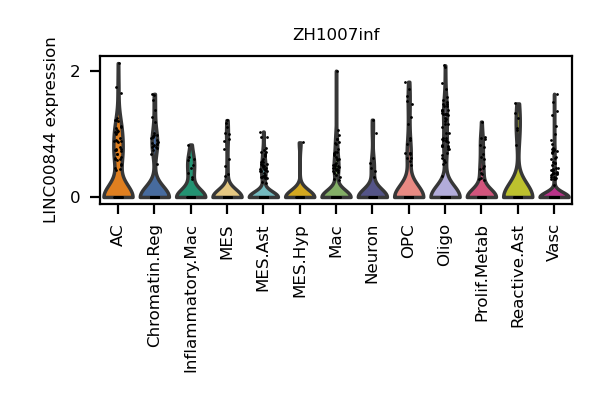 ZH1007inf
LINC00844 expression
2
0
AC
Chromatin.Reg
Inflammatory.Mac
MES
MES.Ast
MES.Hyp
Mac
Neuron
OPC
Oligo
Prolif.Metab
Reactive.Ast
Vasc